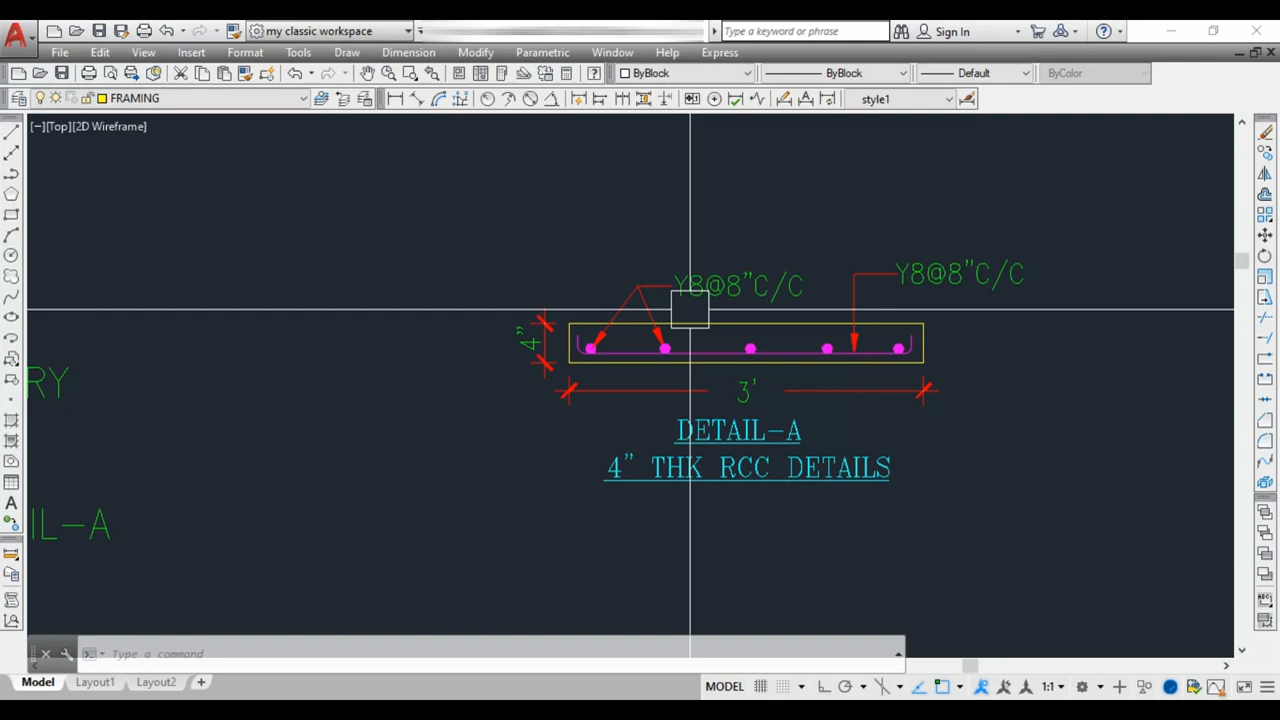 my classic workspace
Type a keyword or phrase
Sign In
File Edit View Insert Format Tools Draw Dimension Modify Parametric Window Help Express
ByBlock ByBlock Default ByColor
FRAMING style1
[−][Top][2D Wireframe]
Y8@8"C/C
Y8@8"C/C
4"
3'
DETAIL-A
4" THK RCC DETAILS
RY
IL-A
Type a command
Model Layout1 Layout2 +
MODEL 1:1